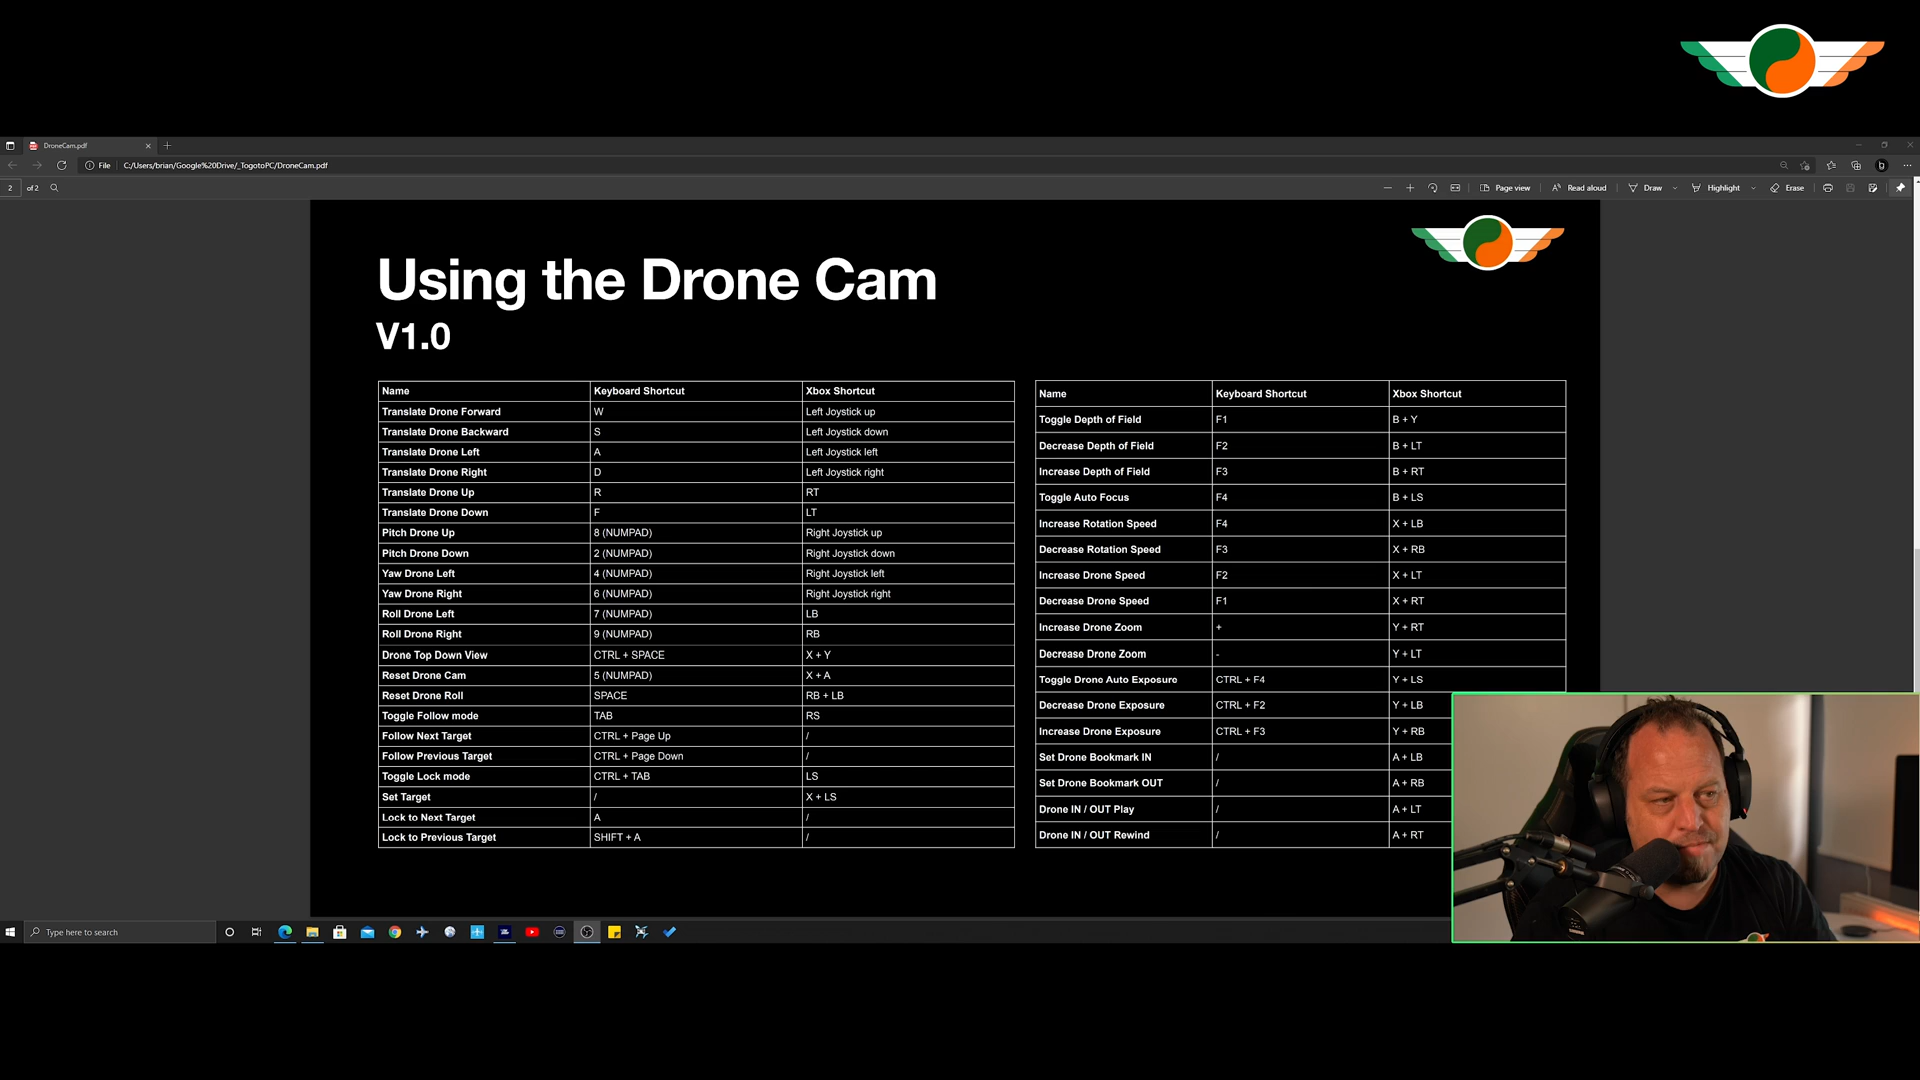 DroneCam.pdf
File C:/Users/brian/Google%20Drive/_TogotoPC/DroneCam.pdf
2 of 2 Page view Read aloud Draw Highlight Erase
Using the Drone Cam
V1.0
Name Keyboard Shortcut Xbox Shortcut
Translate Drone Forward W Left Joystick up
Translate Drone Backward S Left Joystick down
Translate Drone Left A Left Joystick left
Translate Drone Right D Left Joystick right
Translate Drone Up R RT
Translate Drone Down F LT
Pitch Drone Up 8 (NUMPAD) Right Joystick up
Pitch Drone Down 2 (NUMPAD) Right Joystick down
Yaw Drone Left 4 (NUMPAD) Right Joystick left
Yaw Drone Right 6 (NUMPAD) Right Joystick right
Roll Drone Left 7 (NUMPAD) LB
Roll Drone Right 9 (NUMPAD) RB
Drone Top Down View CTRL + SPACE X + Y
Reset Drone Cam 5 (NUMPAD) X + A
Reset Drone Roll SPACE RB + LB
Toggle Follow mode TAB RS
Follow Next Target CTRL + Page Up /
Follow Previous Target CTRL + Page Down /
Toggle Lock mode CTRL + TAB LS
Set Target / X + LS
Lock to Next Target A /
Lock to Previous Target SHIFT + A /
Name Keyboard Shortcut Xbox Shortcut
Toggle Depth of Field F1 B + Y
Decrease Depth of Field F2 B + LT
Increase Depth of Field F3 B + RT
Toggle Auto Focus F4 B + LS
Increase Rotation Speed F4 X + LB
Decrease Rotation Speed F3 X + RB
Increase Drone Speed F2 X + LT
Decrease Drone Speed F1 X + RT
Increase Drone Zoom + Y + RT
Decrease Drone Zoom - Y + LT
Toggle Drone Auto Exposure CTRL + F4 Y + LS
Decrease Drone Exposure CTRL + F2 Y + LB
Increase Drone Exposure CTRL + F3 Y + RB
Set Drone Bookmark IN / A + LB
Set Drone Bookmark OUT / A + RB
Drone IN / OUT Play / A + LT
Drone IN / OUT Rewind / A + RT
Type here to search